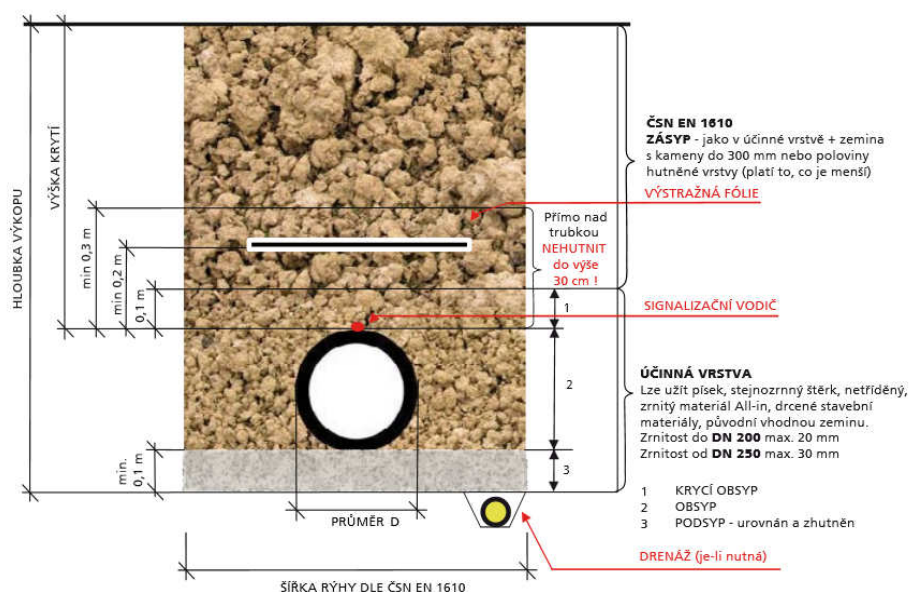 HLOUBKA VÝKOPU
VÝŠKA KRYTÍ
min 0,3 m
min 0,2 m
0,1 m
min.
0,1 m
ČSN EN 1610
ZÁSYP - jako v účinné vrstvě + zemina
s kameny do 300 mm nebo poloviny
hutněné vrstvy (platí to, co je menší)
VÝSTRAŽNÁ FÓLIE
Přímo nad
trubkou
NEHUTNIT
do výše
30 cm !
1
SIGNALIZAČNÍ VODIČ
2
3
ÚČINNÁ VRSTVA
Lze užít písek, stejnozrnný štěrk, netříděný,
zrnitý materiál All-in, drcené stavební
materiály, původní vhodnou zeminu.
Zrnitost do DN 200 max. 20 mm
Zrnitost od DN 250 max. 30 mm
1 KRYCÍ OBSYP
2 OBSYP
3 PODSYP - urovnán a zhutněn
PRŮMĚR D
DRENÁŽ (je-li nutná)
ŠÍŘKA RÝHY DLE ČSN EN 1610